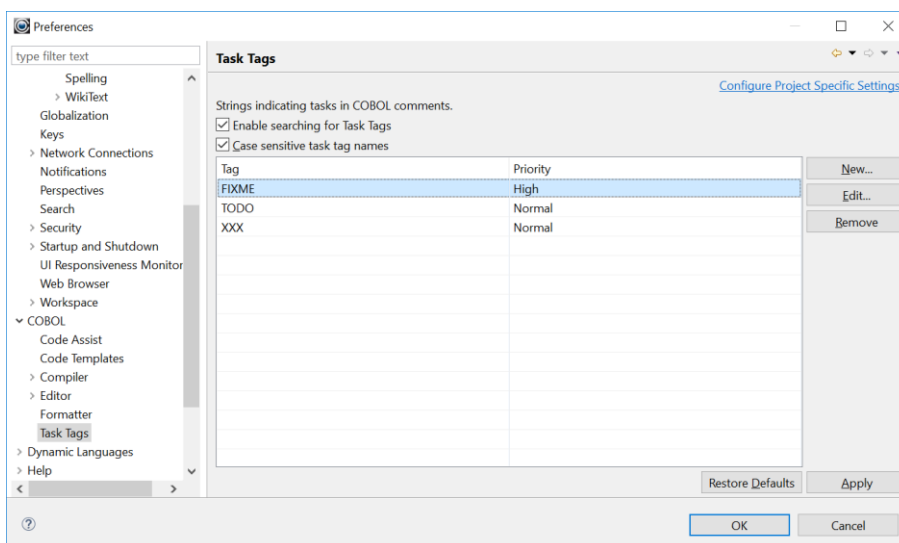 Preferences
type filter text
Spelling
WikiText
Globalization
Keys
Network Connections
Notifications
Perspectives
Search
Security
Startup and Shutdown
UI Responsiveness Monitor
Web Browser
Workspace
COBOL
Code Assist
Code Templates
Compiler
Editor
Formatter
Task Tags
Dynamic Languages
Help
Task Tags
Configure Project Specific Settings
Strings indicating tasks in COBOL comments.
Enable searching for Task Tags
Case sensitive task tag names
Tag Priority
FIXME High
TODO Normal
XXX Normal
New...
Edit...
Remove
Restore Defaults Apply
OK Cancel